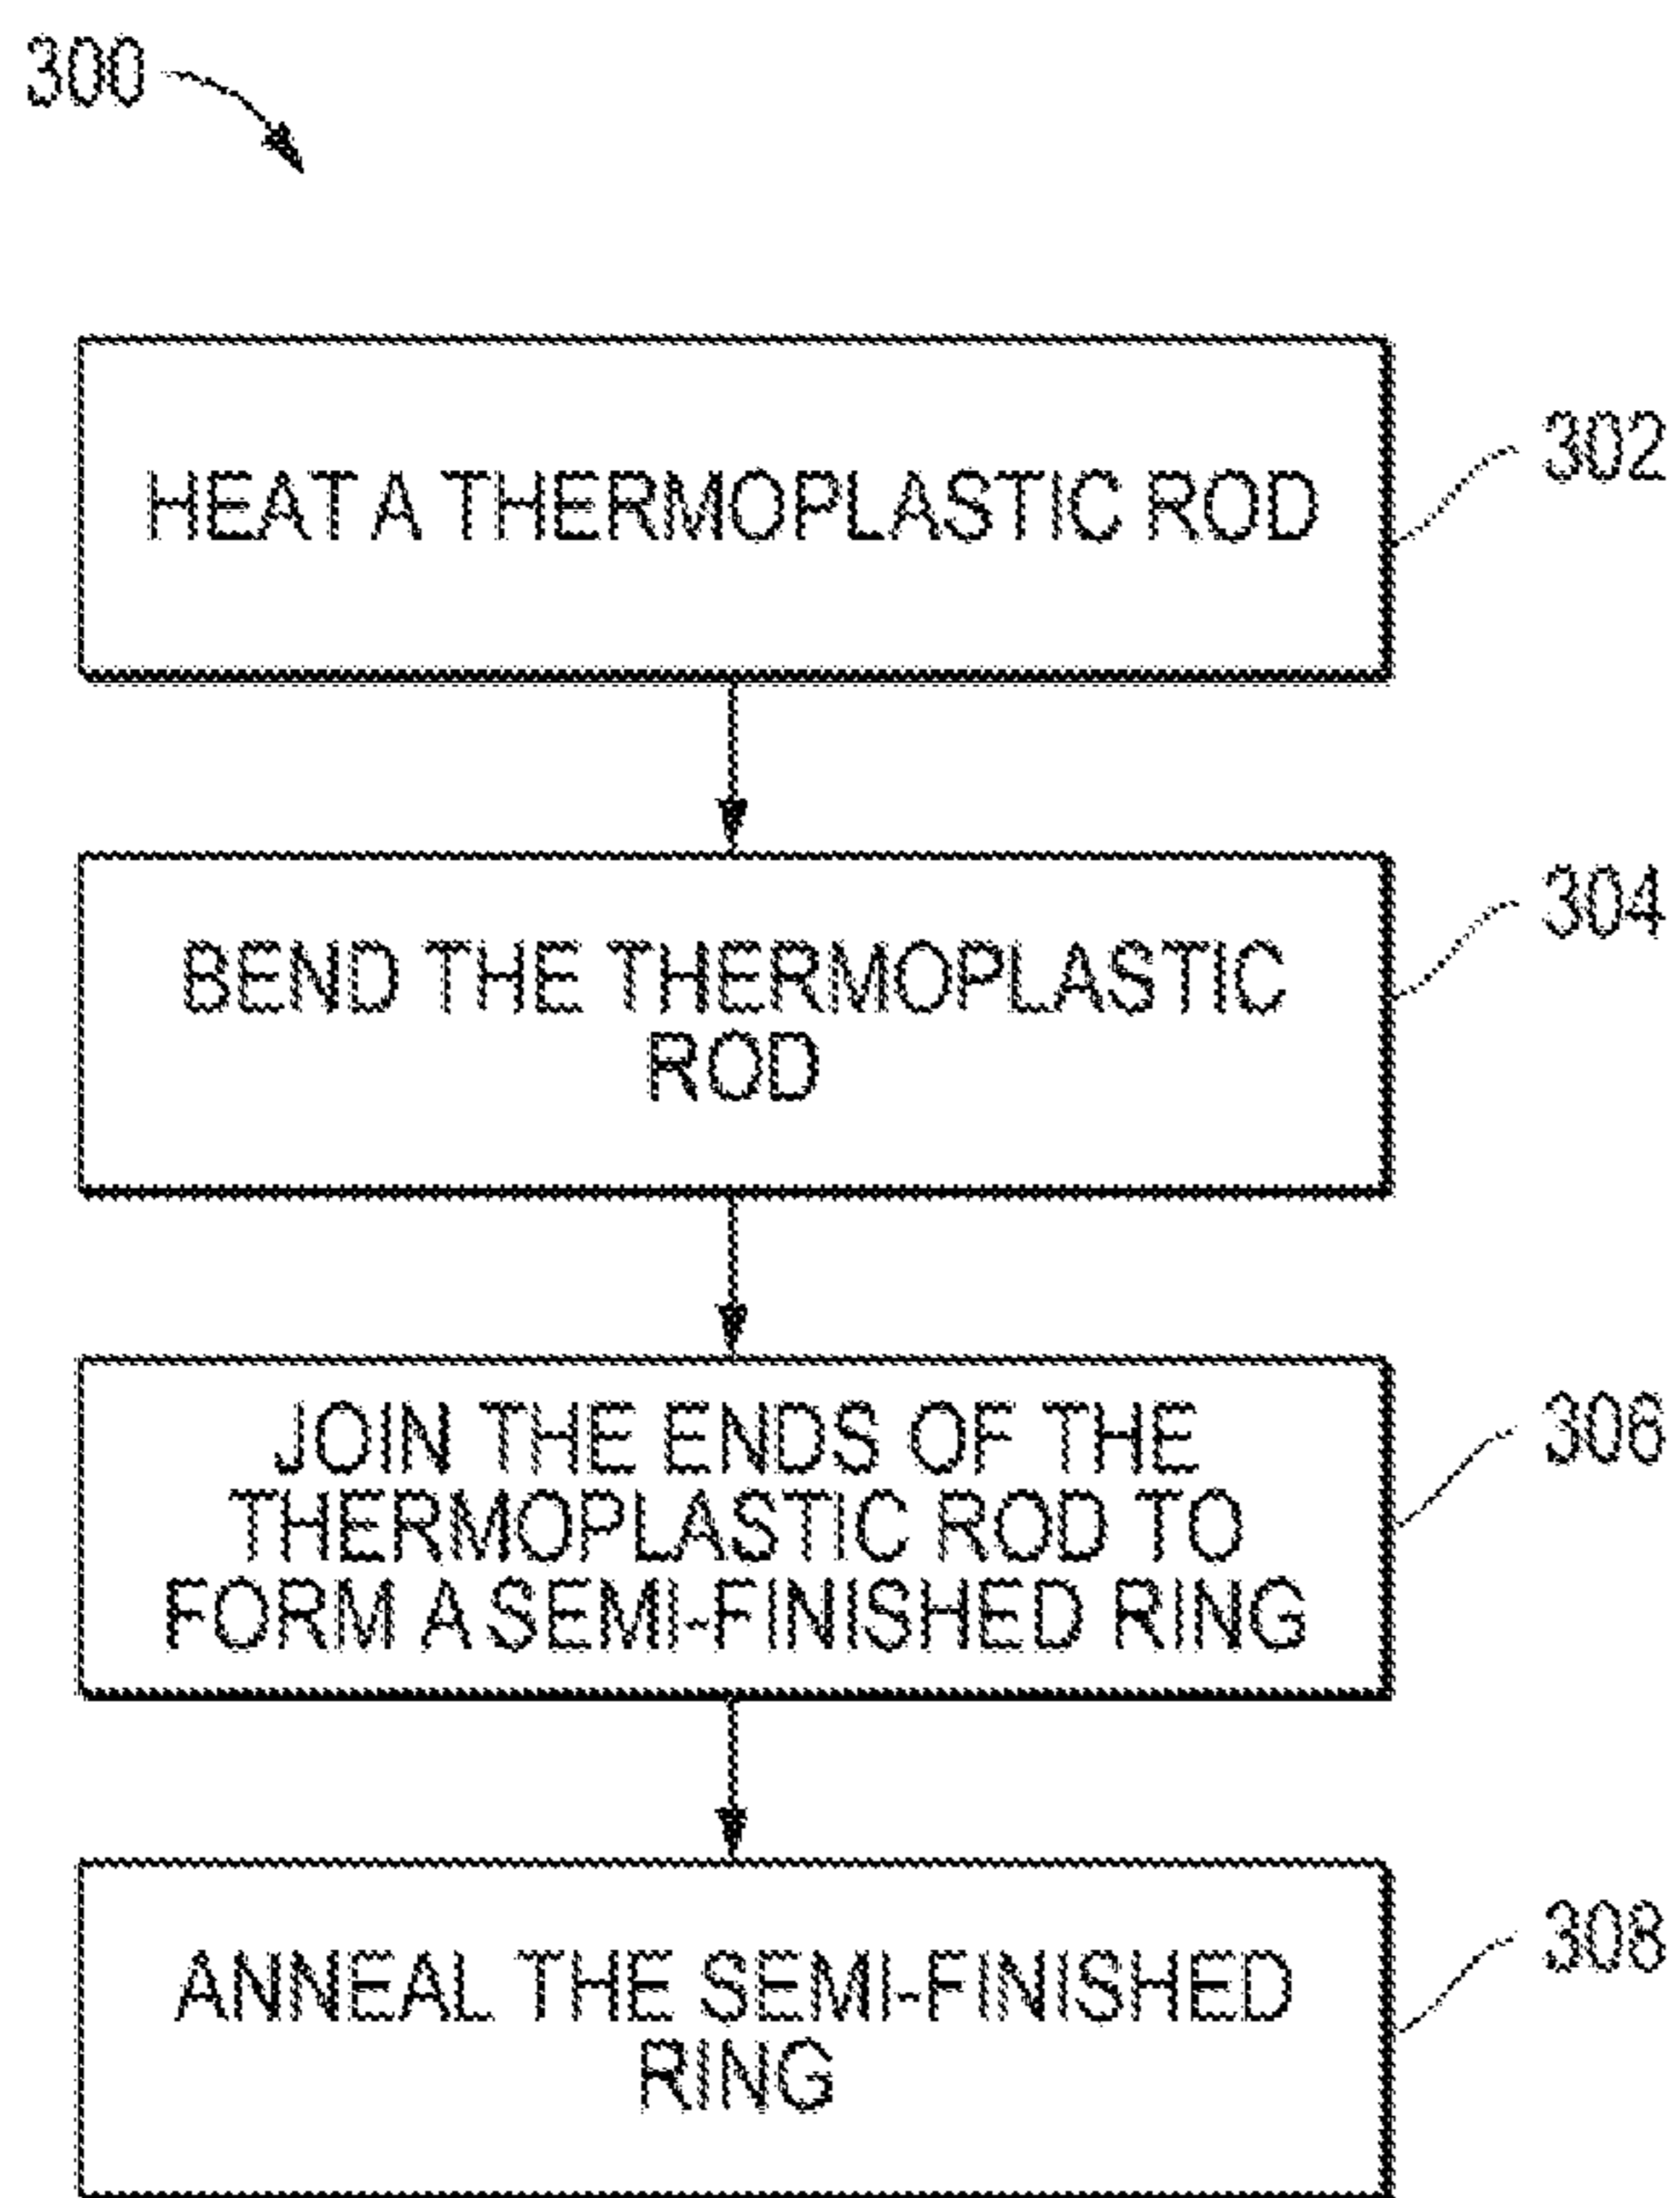 300
HEAT A THERMOPLASTIC ROD
302
BEND THE THERMOPLASTIC
ROD
304
JOIN THE ENDS OF THE
THERMOPLASTIC ROD TO
FORM A SEMI-FINISHED RING
306
ANNEAL THE SEMI-FINISHED
RING
308